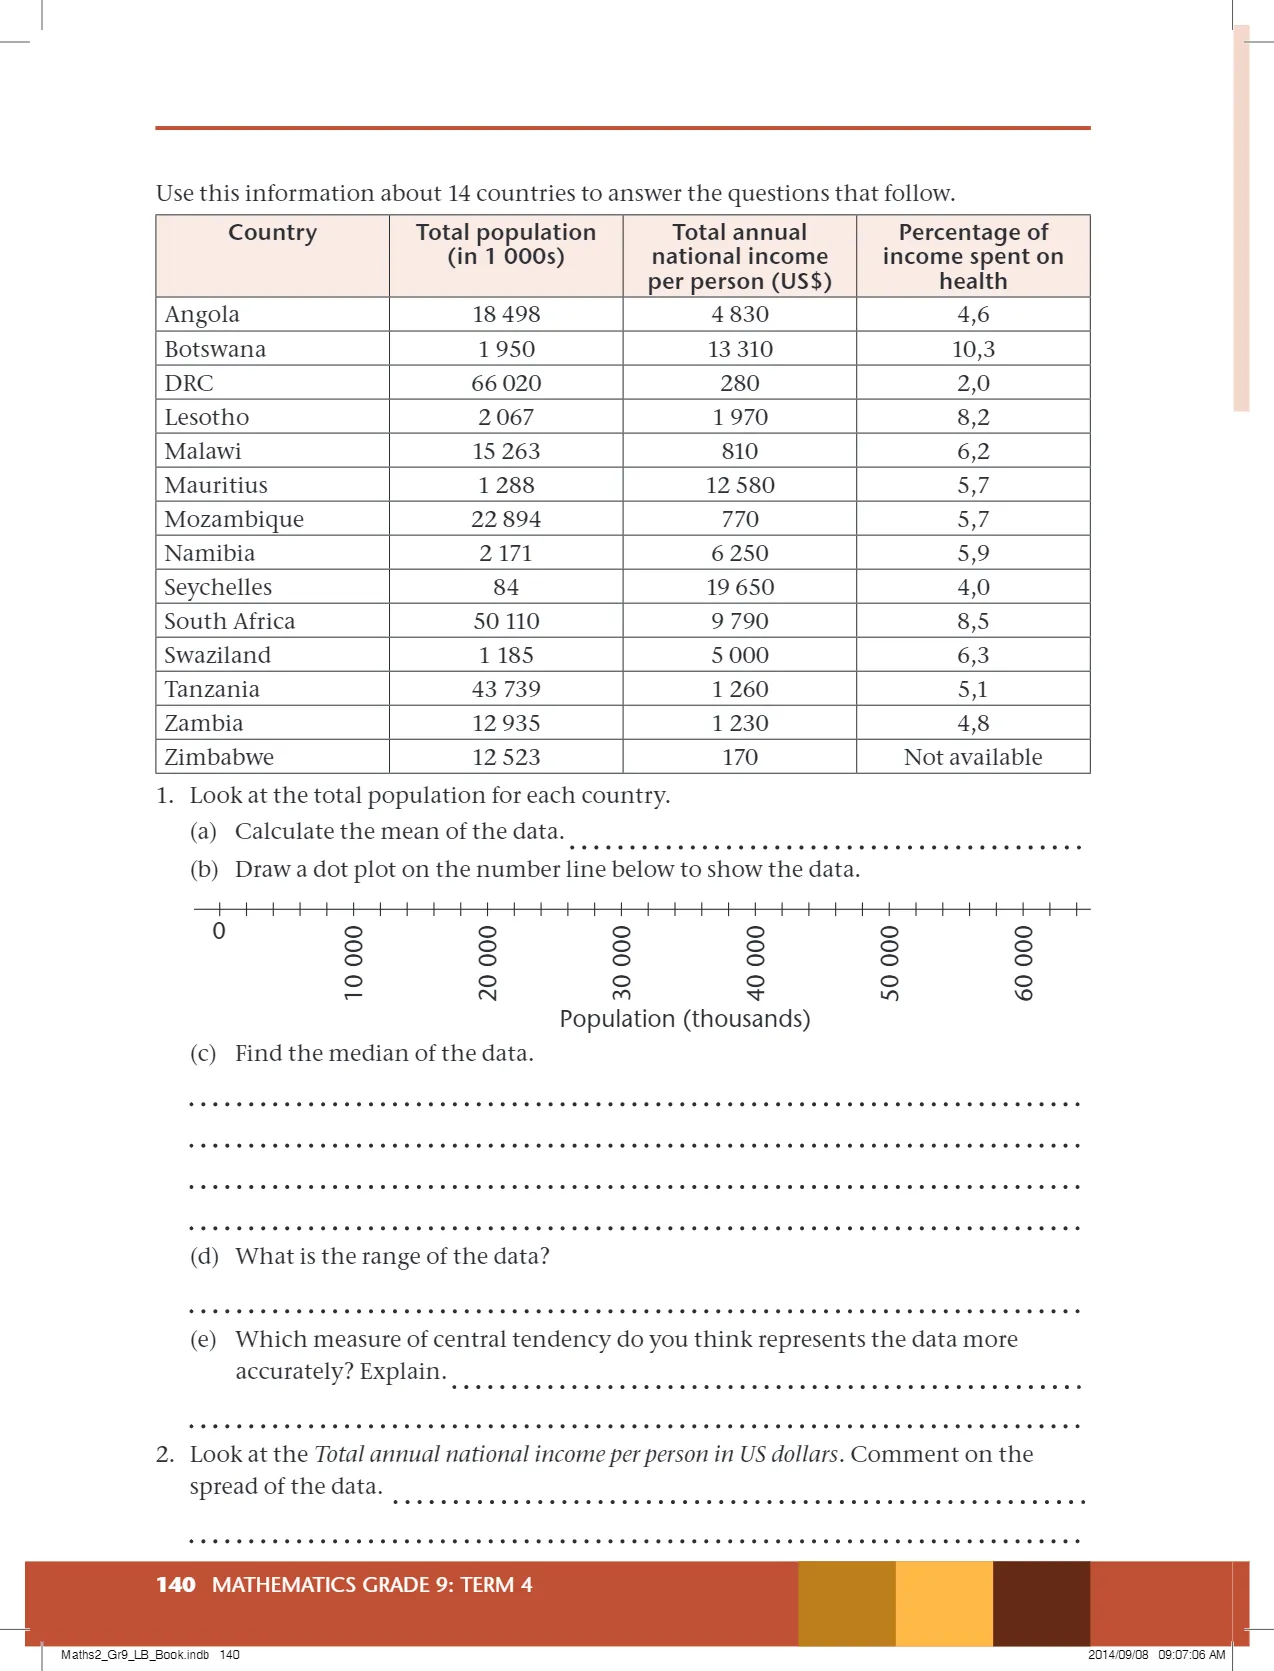 Use this information about 14 countries to answer the questions that follow.
Country Total population (in 1 000s) Total annual national income per person (US$) Percentage of income spent on health
Angola 18 498 4 830 4,6
Botswana 1 950 13 310 10,3
DRC 66 020 280 2,0
Lesotho 2 067 1 970 8,2
Malawi 15 263 810 6,2
Mauritius 1 288 12 580 5,7
Mozambique 22 894 770 5,7
Namibia 2 171 6 250 5,9
Seychelles 84 19 650 4,0
South Africa 50 110 9 790 8,5
Swaziland 1 185 5 000 6,3
Tanzania 43 739 1 260 5,1
Zambia 12 935 1 230 4,8
Zimbabwe 12 523 170 Not available
1. Look at the total population for each country.
(a) Calculate the mean of the data.
(b) Draw a dot plot on the number line below to show the data.
0 10 000 20 000 30 000 40 000 50 000 60 000
Population (thousands)
(c) Find the median of the data.
(d) What is the range of the data?
(e) Which measure of central tendency do you think represents the data more
accurately? Explain.
2. Look at the Total annual national income per person in US dollars. Comment on the
spread of the data.
140 MATHEMATICS GRADE 9: TERM 4
Maths2_Gr9_LB_Book.indb 140 2014/09/08 09:07:06 AM